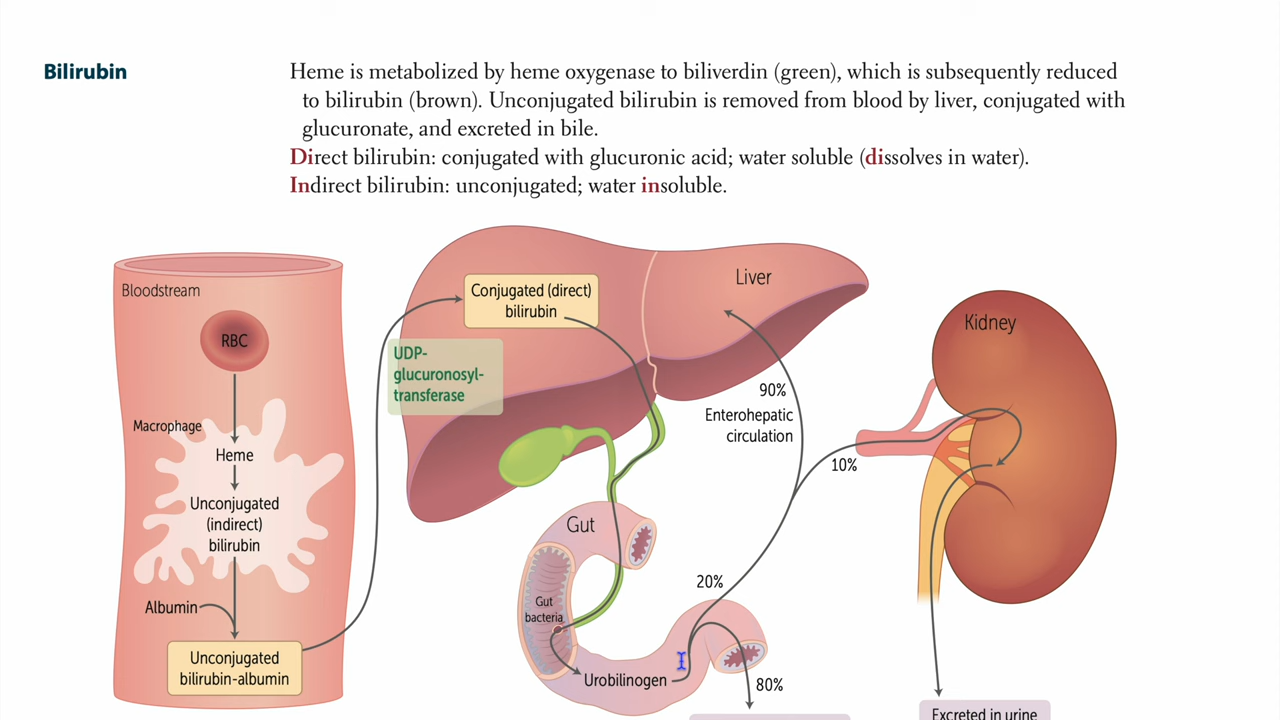 Bilirubin
Heme is metabolized by heme oxygenase to biliverdin (green), which is subsequently reduced
to bilirubin (brown). Unconjugated bilirubin is removed from blood by liver, conjugated with
glucuronate, and excreted in bile.
Direct bilirubin: conjugated with glucuronic acid; water soluble (dissolves in water).
Indirect bilirubin: unconjugated; water insoluble.
Bloodstream
RBC
Macrophage
Heme
Unconjugated
(indirect)
bilirubin
Albumin
Unconjugated
bilirubin-albumin
UDP-
glucuronosyl-
transferase
Conjugated (direct)
bilirubin
Liver
90%
Enterohepatic
circulation
10%
Kidney
Gut
Gut
bacteria
Urobilinogen
20%
80%
Excreted in urine